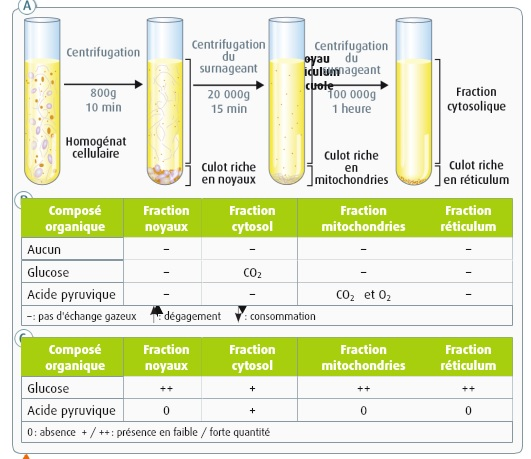 A
Centrifugation
800g
10 min
Homogénat
cellulaire
Centrifugation
du
surnageant
20 000g
15 min
Culot riche
en noyaux
Centrifugation
du
100 000g
1 heure
Culot riche
en
mitochondries
Fraction
cytosolique
Culot riche
en réticulum
Composé organique Fraction noyaux Fraction cytosol Fraction mitochondries Fraction réticulum
Aucun – – – –
Glucose – CO₂ – –
Acide pyruvique – – CO₂ et O₂ –
–: pas d'échange gazeux : dégagement : consommation
C
Composé organique Fraction noyaux Fraction cytosol Fraction mitochondries Fraction réticulum
Glucose ++ + ++ ++
Acide pyruvique 0 + 0 0
0: absence + / ++: présence en faible / forte quantité